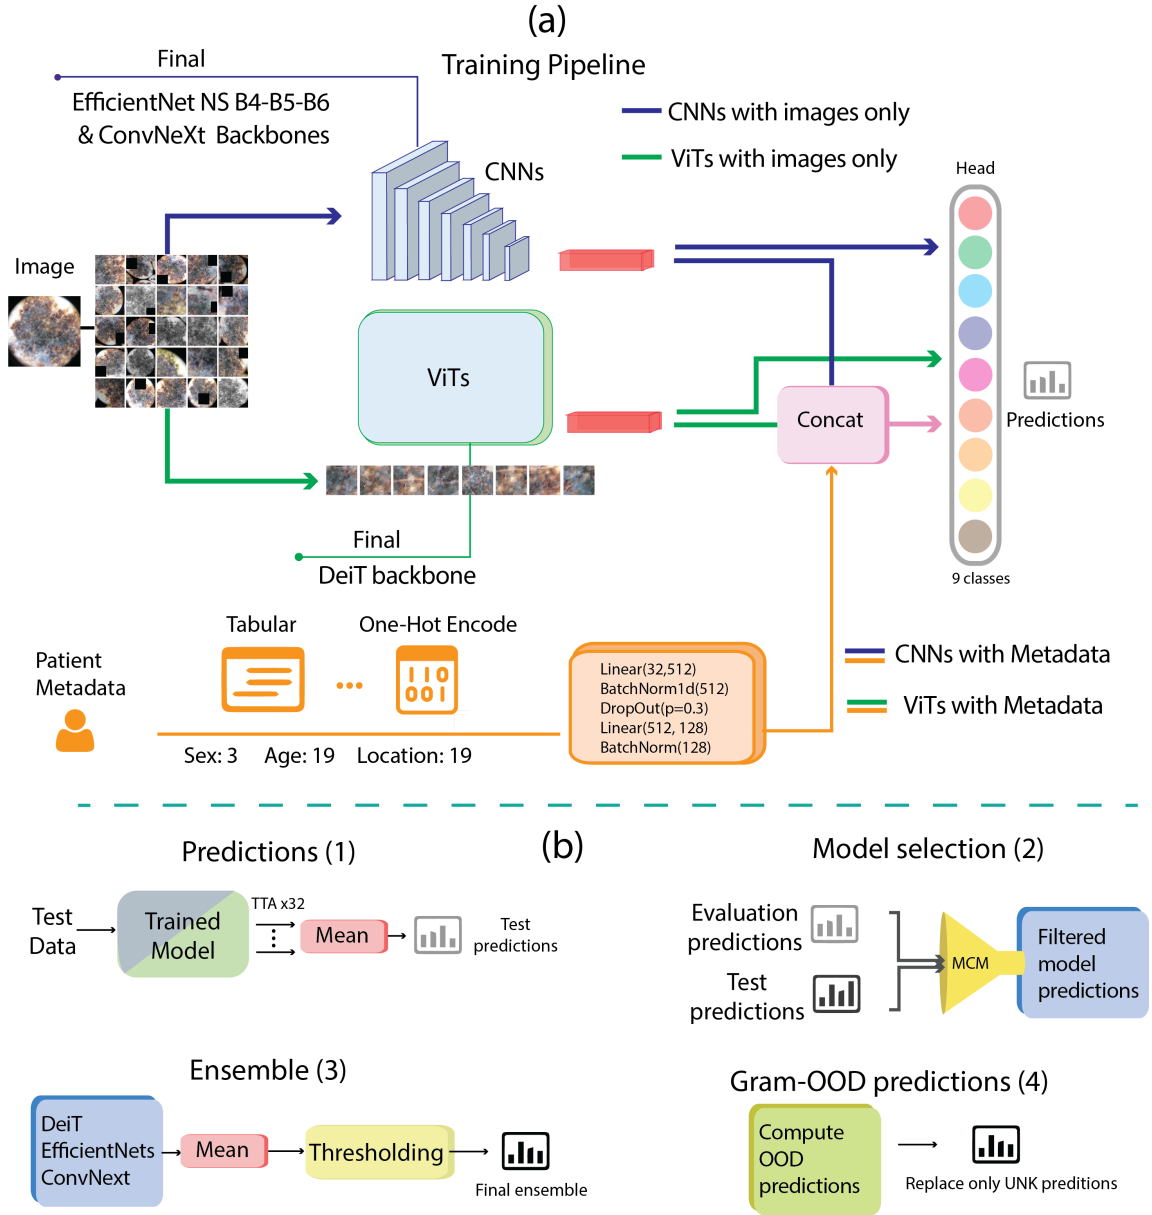 (a)
Training Pipeline
Final
EfficientNet NS B4-B5-B6
& ConvNeXt Backbones
CNNs with images only
ViTs with images only
CNNs
Head
Image
ViTs
Concat
Predictions
9 classes
Final
DeiT backbone
Patient
Metadata
Tabular
One-Hot Encode
110
001
Sex: 3
Age: 19
Location: 19
Linear(32,512)
BatchNorm1d(512)
DropOut(p=0.3)
Linear(512, 128)
BatchNorm(128)
CNNs with Metadata
ViTs with Metadata
(b)
Predictions (1)
Test
Data
Trained
Model
TTA x32
Mean
Test
predictions
Model selection (2)
Evaluation
predictions
Test
predictions
MCM
Filtered
model
predictions
Ensemble (3)
DeiT
EfficientNets
ConvNext
Mean
Thresholding
Final ensemble
Gram-OOD predictions (4)
Compute
OOD
predictions
Replace only UNK preditions